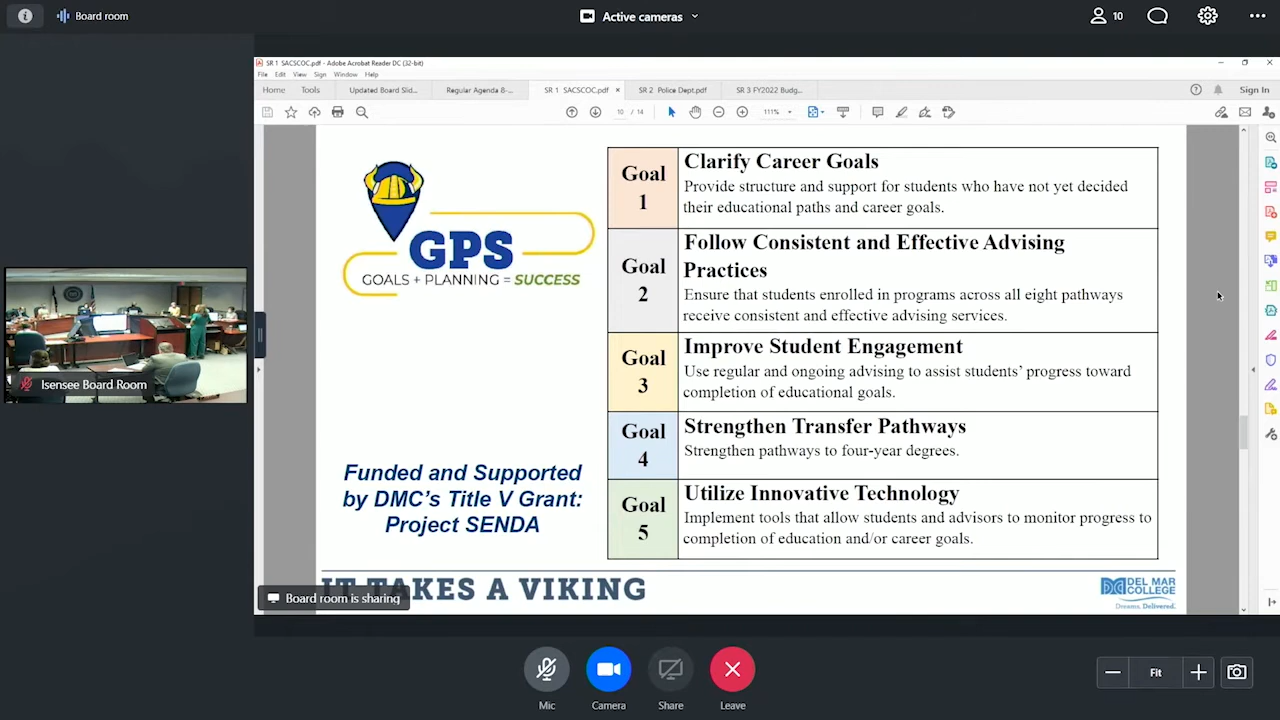 Board room
Active cameras
10
SR 1 SACSCOC.pdf - Adobe Acrobat Reader DC (32-bit)
File Edit View Sign Window Help
Home Tools Updated Board Slid... Regular Agenda 8-... SR 1 SACSCOC.pdf × SR 2 Police Dept.pdf SR 3 FY2022 Budg... Sign In
10 / 14 111%
GPS
GOALS + PLANNING = SUCCESS
Funded and Supported
by DMC's Title V Grant:
Project SENDA
Goal
1
Clarify Career Goals
Provide structure and support for students who have not yet decided
their educational paths and career goals.
Goal
2
Follow Consistent and Effective Advising
Practices
Ensure that students enrolled in programs across all eight pathways
receive consistent and effective advising services.
Goal
3
Improve Student Engagement
Use regular and ongoing advising to assist students' progress toward
completion of educational goals.
Goal
4
Strengthen Transfer Pathways
Strengthen pathways to four-year degrees.
Goal
5
Utilize Innovative Technology
Implement tools that allow students and advisors to monitor progress to
completion of education and/or career goals.
IT TAKES A VIKING
DEL MAR
COLLEGE
Dreams. Delivered.
Isensee Board Room
Board room is sharing
Mic Camera Share Leave
Fit